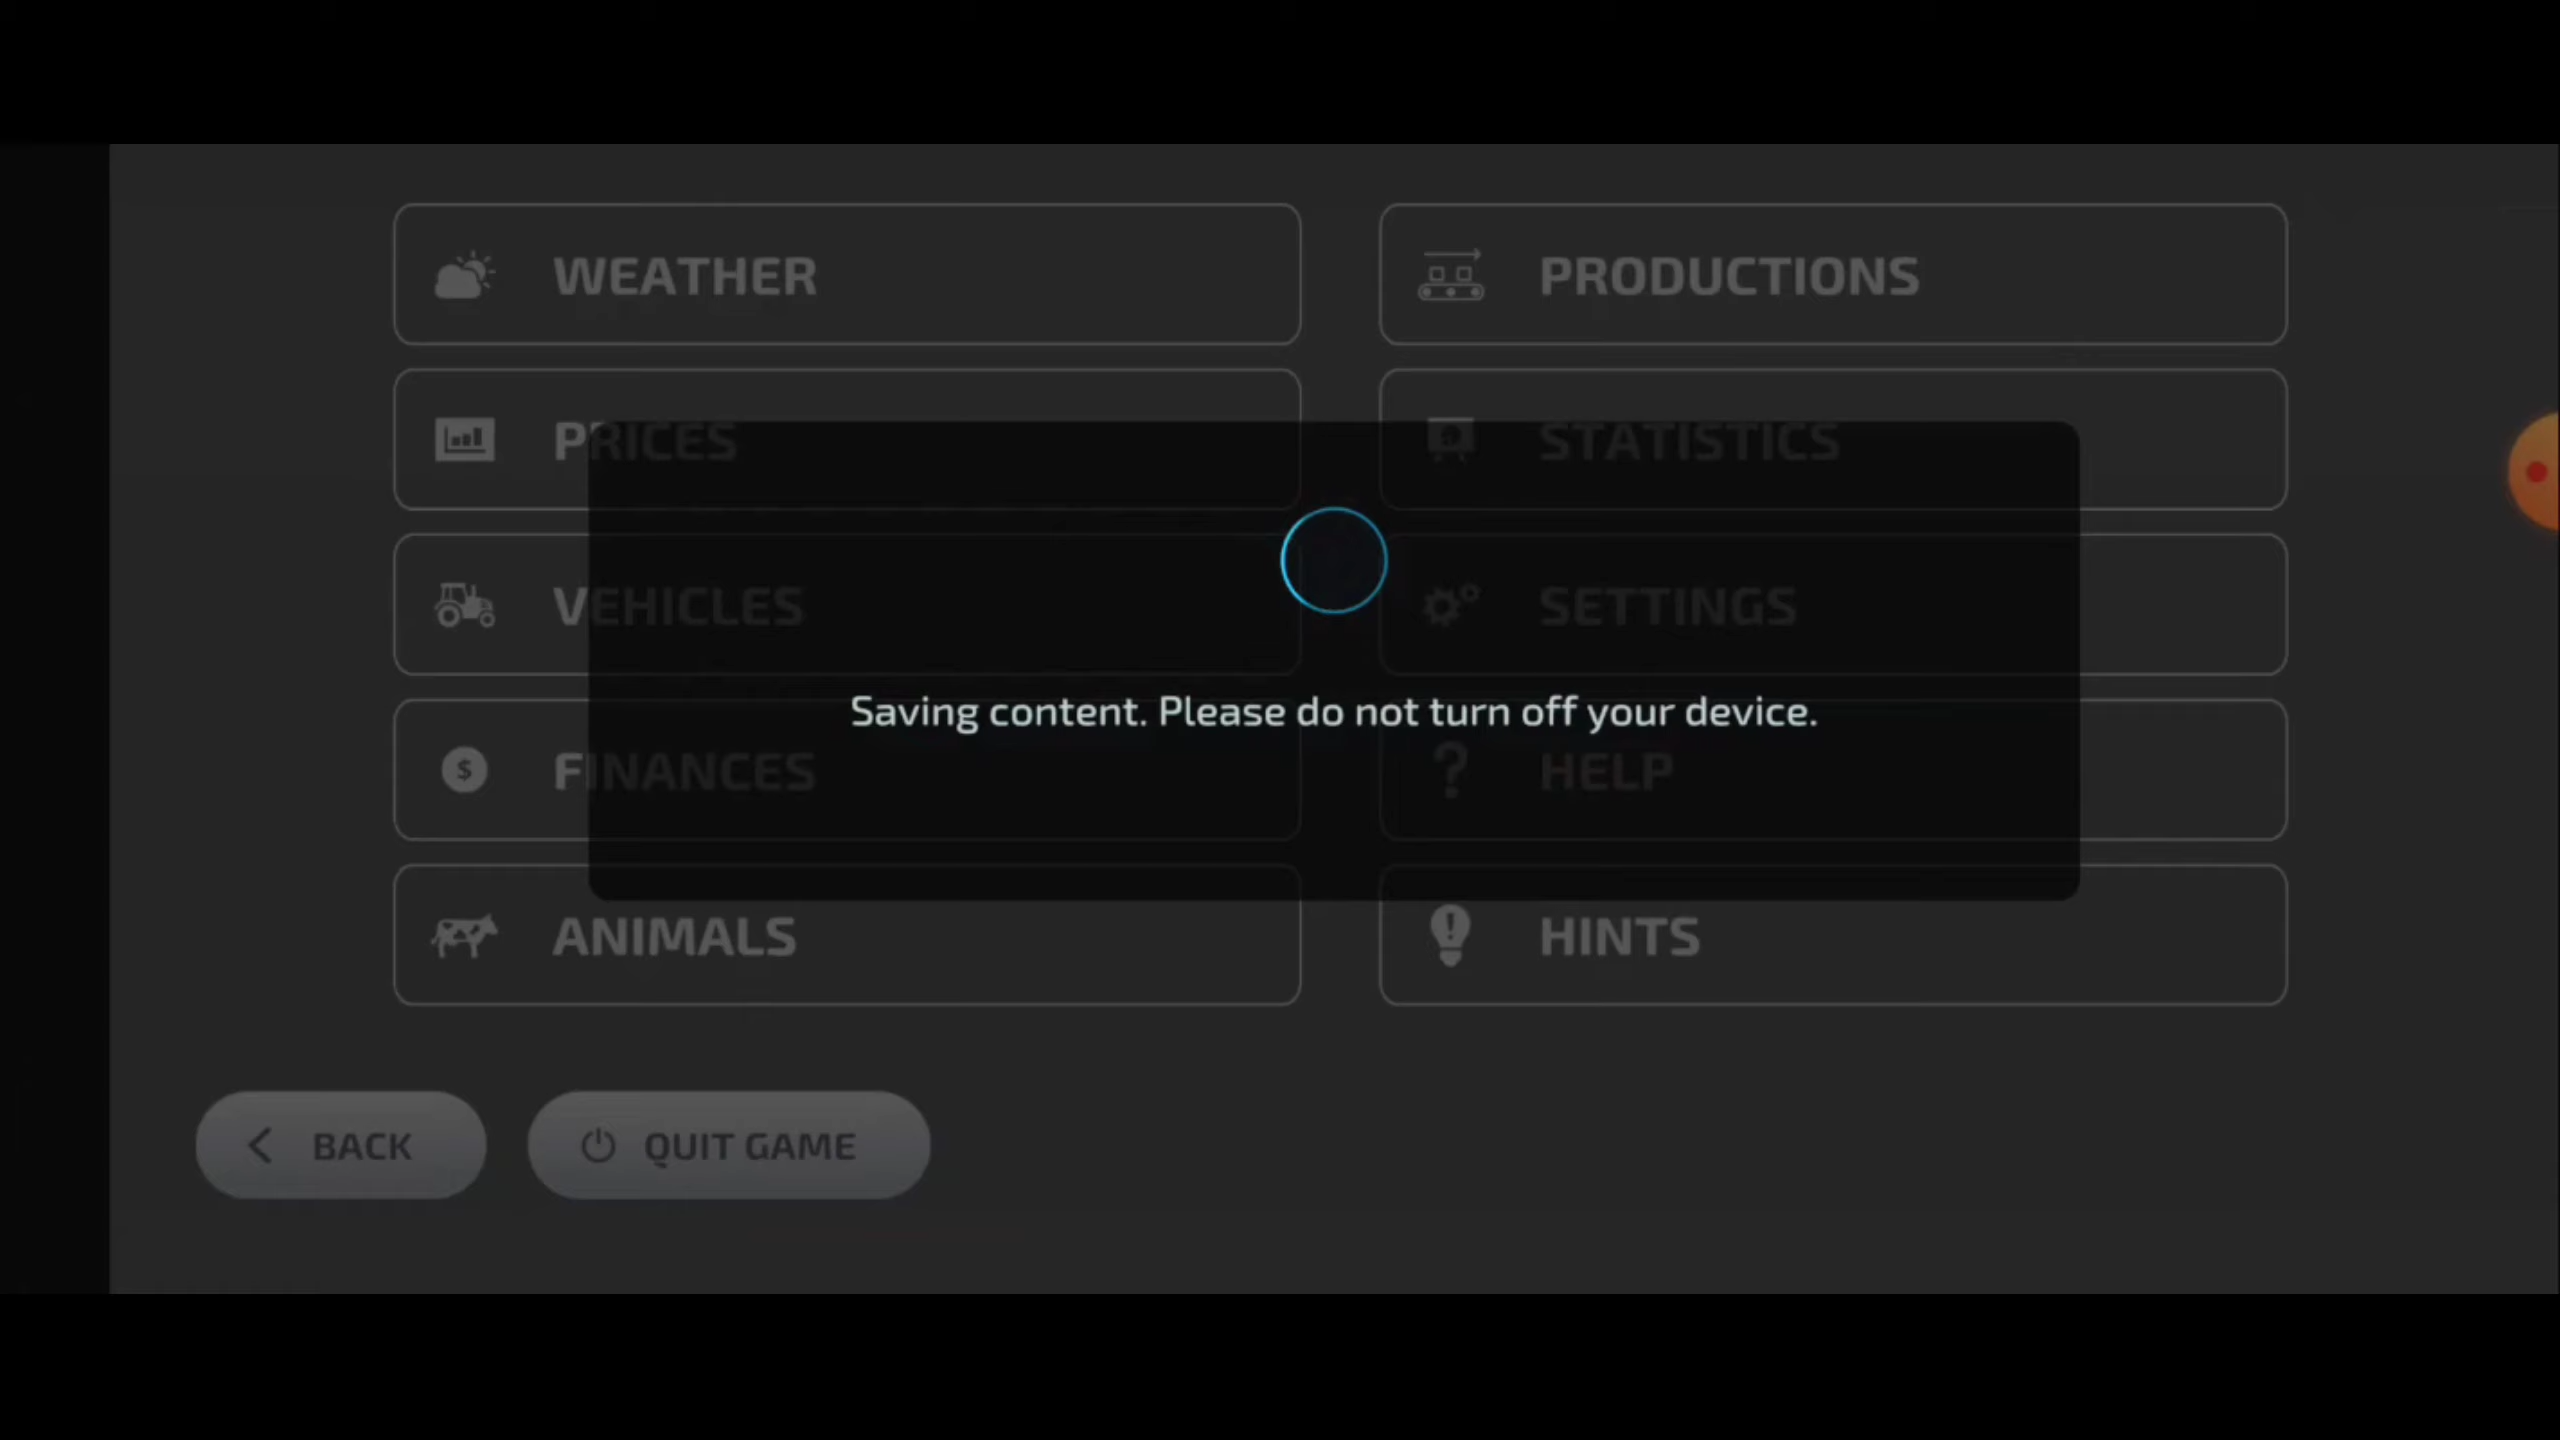 WEATHER
PRODUCTIONS
PRICES
STATISTICS
VEHICLES
SETTINGS
Saving content. Please do not turn off your device.
FINANCES
HELP
ANIMALS
HINTS
BACK
QUIT GAME